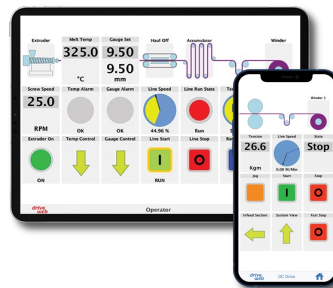 Extruder
Melt Temp
Gauge Set
Haul Off
Accumulator
Winder
325.0
9.50
°C
9.50
mm
Screw Speed
Temp Alarm
Gauge Alarm
Line Speed
Line Run State
25.0
RPM
OK
OK
44.96 %
Run
Extruder On
Temp Control
Gauge Control
Line Start
Line Stop
ON
I
RUN
O
drive
web
Operator
Winder 1
Tension
Line Speed
State
26.6
Stop
Kgm
0.00 M/Min
Jog
Start
Stop
I
O
Infeed Section
System View
Fast Stop
O
drive
web
DC Drive